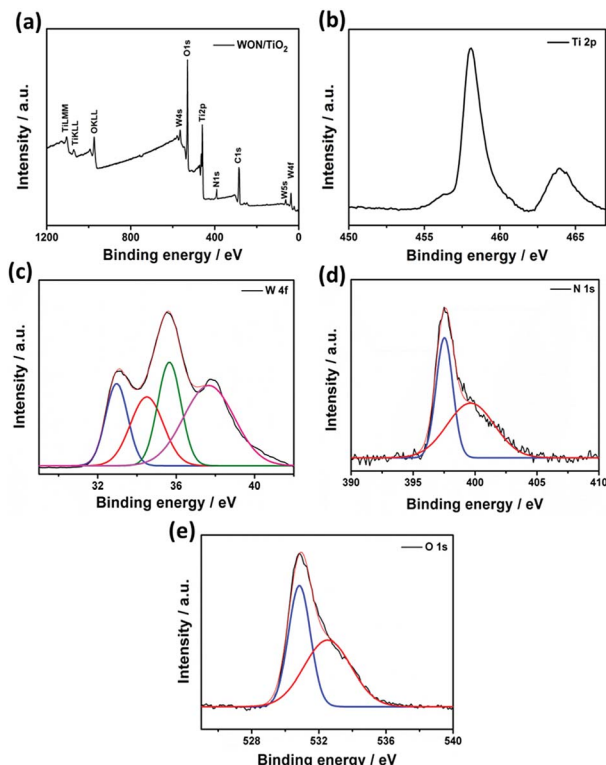 (a)
WON/TiO2
O1s
Ti2p
W4s
C1s
N1s
W5s
W4f
OKLL
TiKLL
TiLMM
Intensity / a.u.
1200 800 400 0
Binding energy / eV
(b)
Ti 2p
Intensity / a.u.
450 455 460 465
Binding energy / eV
(c)
W 4f
Intensity / a.u.
32 36 40
Binding energy / eV
(d)
N 1s
Intensity / a.u.
390 395 400 405 410
Binding energy / eV
(e)
O 1s
Intensity / a.u.
528 532 536 540
Binding energy / eV